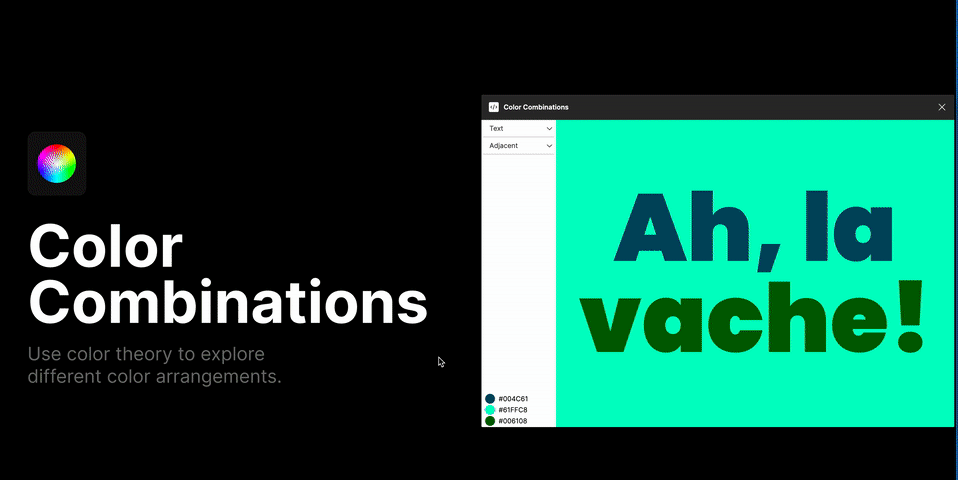 Color
Combinations
Use color theory to explore
different color arrangements.
Color Combinations
Text
Adjacent
Ah, la
vache!
#004C61
#61FFC8
#006108